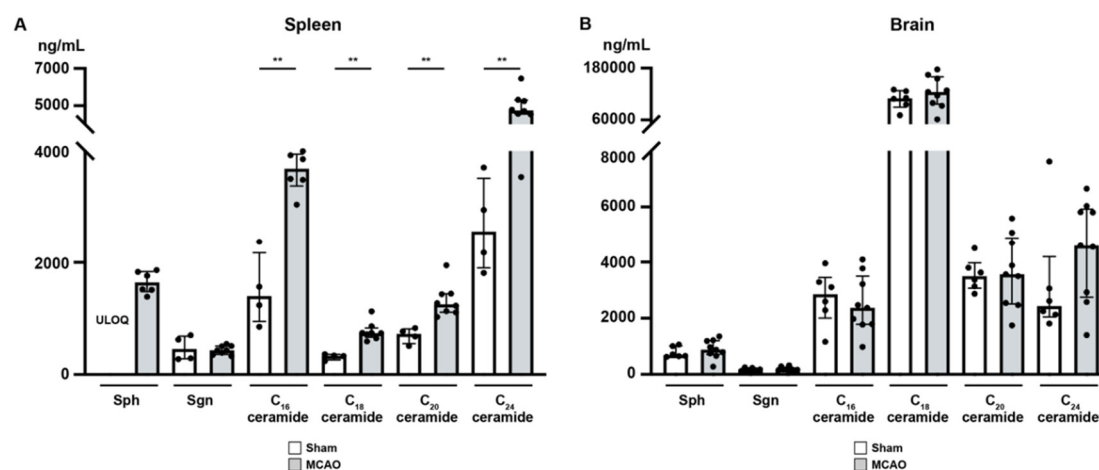 A
Spleen
ng/mL
7000
5000
4000
2000
0
** ** ** **
ULOQ
Sph Sgn C16 ceramide C18 ceramide C20 ceramide C24 ceramide
Sham
MCAO
B
Brain
ng/mL
180000
60000
8000
6000
4000
2000
0
Sph Sgn C16 ceramide C18 ceramide C20 ceramide C24 ceramide
Sham
MCAO